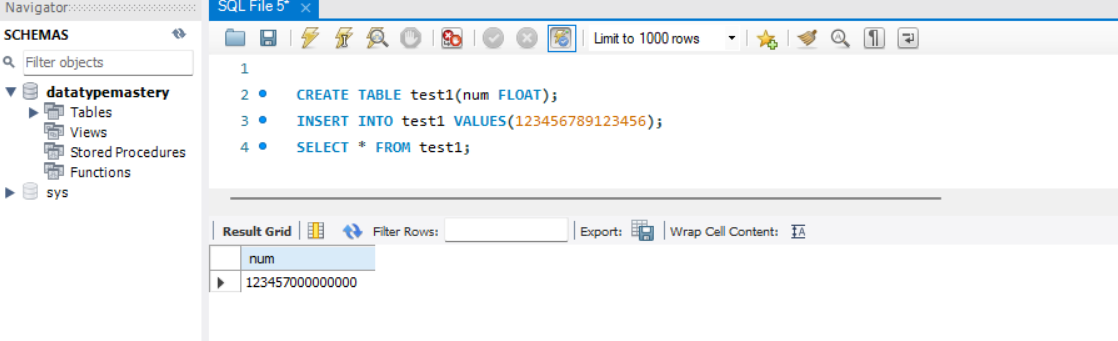 Navigator
SQL File 5*
SCHEMAS
Filter objects
datatypemastery
Tables
Views
Stored Procedures
Functions
sys
Limit to 1000 rows
1
2 CREATE TABLE test1(num FLOAT);
3 INSERT INTO test1 VALUES(123456789123456);
4 SELECT * FROM test1;
Result Grid Filter Rows: Export: Wrap Cell Content:
num
123457000000000